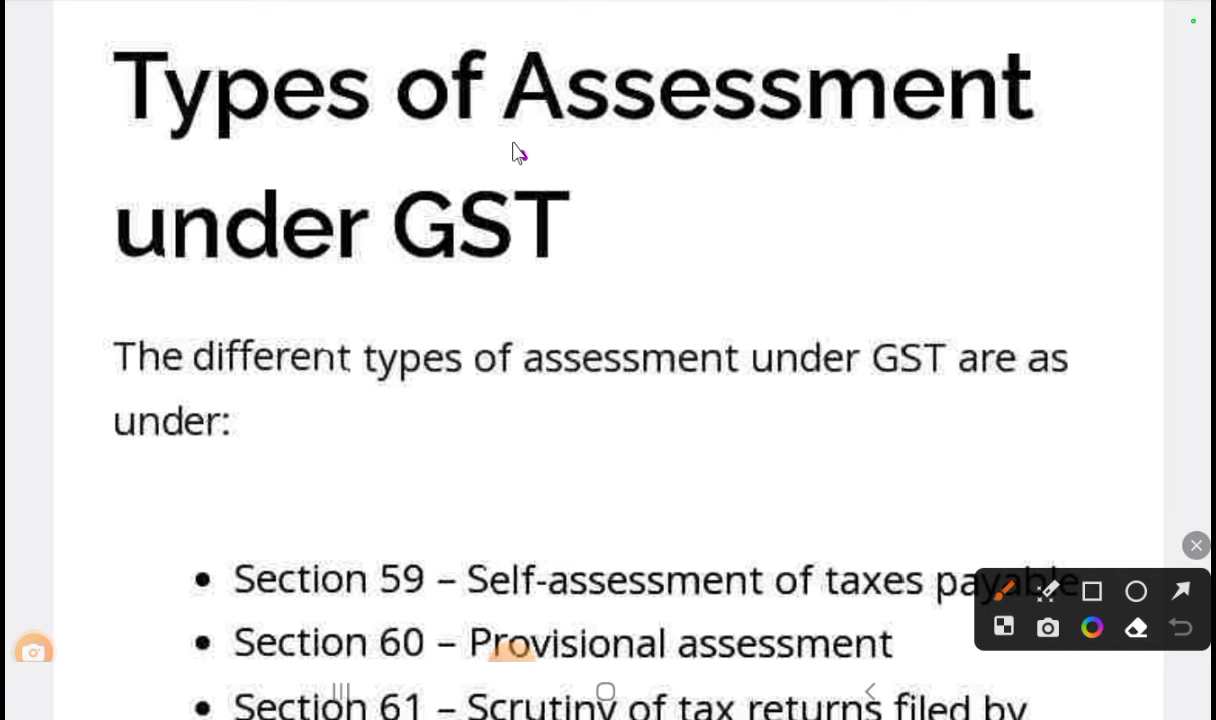 Types of Assessment
under GST
The different types of assessment under GST are as
under:
• Section 59 – Self-assessment of taxes payable
• Section 60 – Provisional assessment
• Section 61 – Scrutiny of tax returns filed by